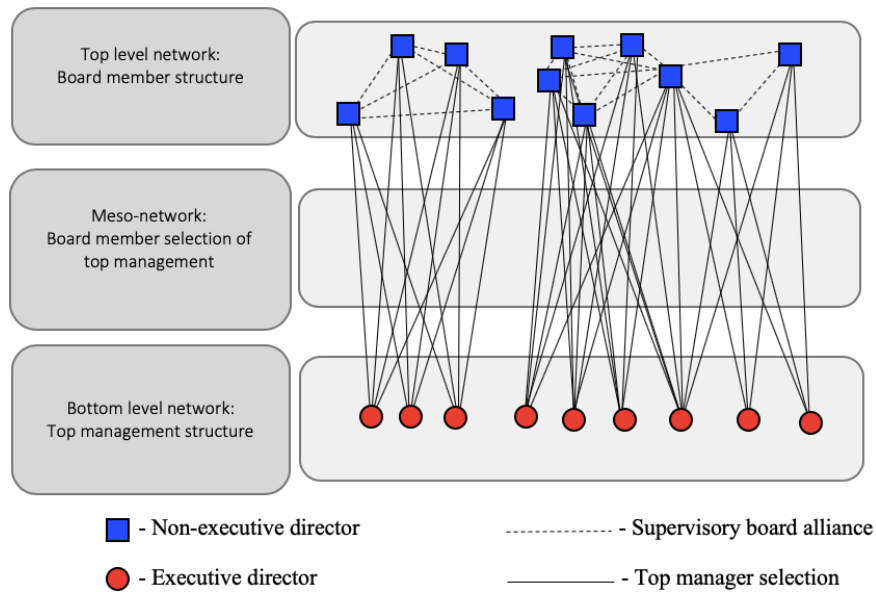 Top level network:
Board member structure
Meso-network:
Board member selection of
top management
Bottom level network:
Top management structure
- Non-executive director
- Supervisory board alliance
- Executive director
- Top manager selection